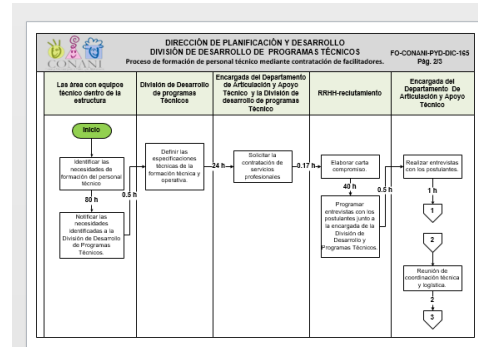 CONANI
DIRECCIÓN DE PLANIFICACIÓN Y DESARROLLO
DIVISIÓN DE DESARROLLO DE PROGRAMAS TÉCNICOS
Proceso de formación de personal técnico mediante contratación de facilitadores.
FO-CONANI-PYD-DIC-165
Pág. 2/3
Las área con equipos
técnico dentro de la
estructura
División de Desarrollo
de programas
Técnicos
Encargada del Departamento
de Articulación y Apoyo
Técnico y la División de
desarrollo de programas
Técnico
RRHH-reclutamiento
Encargada del
Departamento De
Articulación y Apoyo
Técnico
Inicio
Identificar las
necesidades de
formación del personal
técnico
80 h
Notificar las
necesidades
identificadas a la
División de Desarrollo
de Programas
Técnicos.
0.5 h
Definir las
especificaciones
técnicas de la
formación técnica y
operativa.
24 h
Solicitar la
contratación de
servicios
profesionales
0.17 h
Elaborar carta
compromiso.
40 h
Programar
entrevistas con los
postulantes junto a
la encargada de la
División de
Desarrollo y
Programas Técnicos.
0.5 h
Realizar entrevistas
con los postulantes.
1 h
1
2
Reunión de
coordinación técnica
y logística.
2
3